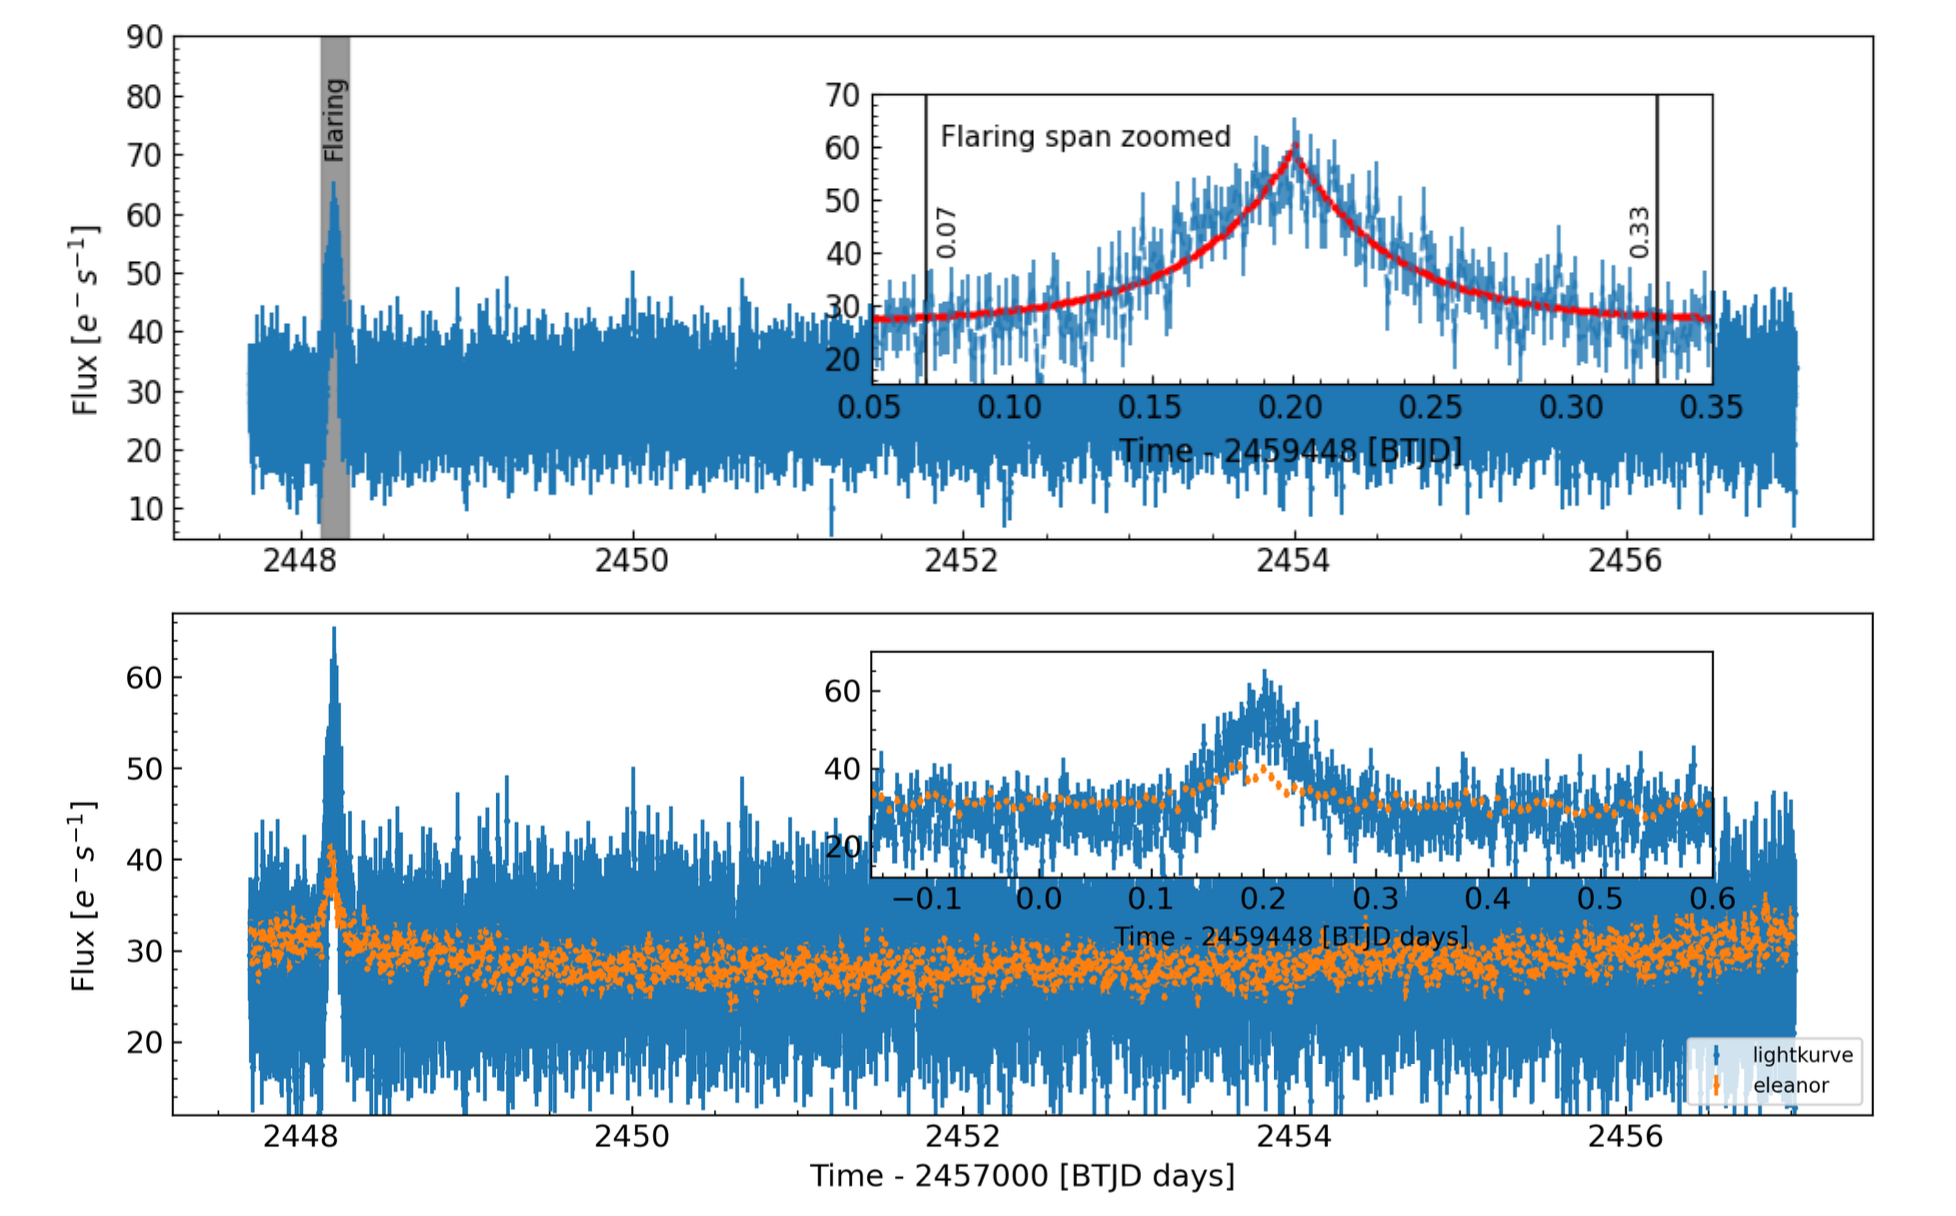 90
80
70
60
50
40
30
20
10
Flux [e⁻ s⁻¹]
Flaring
70
60
50
40
30
20
Flaring span zoomed
0.07
0.33
0.05 0.10 0.15 0.20 0.25 0.30 0.35
Time - 2459448 [BTJD]
2448 2450 2452 2454 2456
60
50
40
30
20
Flux [e⁻ s⁻¹]
60
40
20
−0.1 0.0 0.1 0.2 0.3 0.4 0.5 0.6
Time - 2459448 [BTJD days]
lightkurve
eleanor
2448 2450 2452 2454 2456
Time - 2457000 [BTJD days]